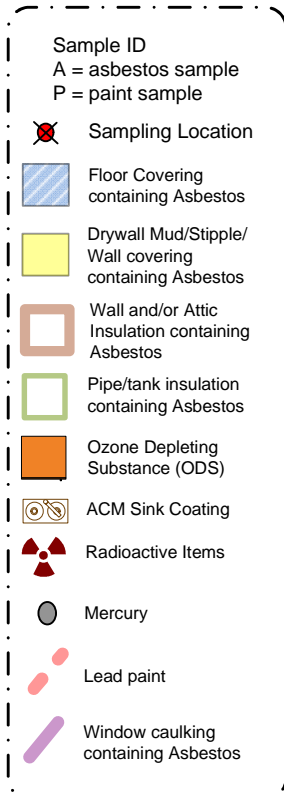 Sample ID
A = asbestos sample
P = paint sample
Sampling Location
Floor Covering
containing Asbestos
Drywall Mud/Stipple/
Wall covering
containing Asbestos
Wall and/or Attic
Insulation containing
Asbestos
Pipe/tank insulation
containing Asbestos
Ozone Depleting
Substance (ODS)
ACM Sink Coating
Radioactive Items
Mercury
Lead paint
Window caulking
containing Asbestos